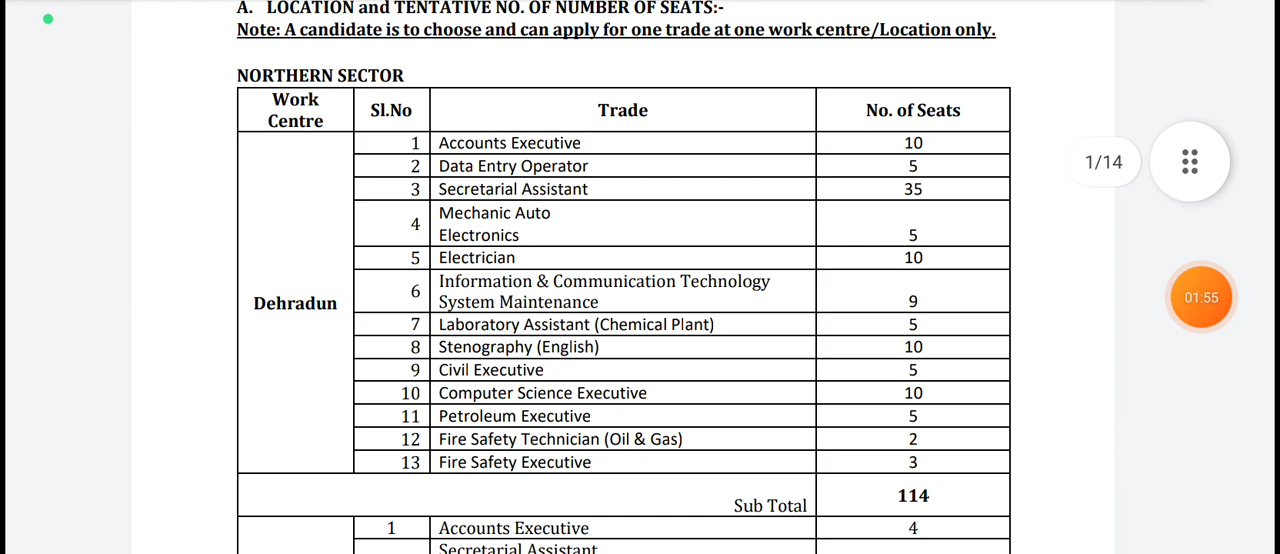 A. LOCATION and TENTATIVE NO. OF NUMBER OF SEATS:-
Note: A candidate is to choose and can apply for one trade at one work centre/Location only.
NORTHERN SECTOR
Work Centre Sl.No Trade No. of Seats
Dehradun
1 Accounts Executive 10
2 Data Entry Operator 5
3 Secretarial Assistant 35
4 Mechanic Auto
Electronics 5
5 Electrician 10
6 Information & Communication Technology
System Maintenance 9
7 Laboratory Assistant (Chemical Plant) 5
8 Stenography (English) 10
9 Civil Executive 5
10 Computer Science Executive 10
11 Petroleum Executive 5
12 Fire Safety Technician (Oil & Gas) 2
13 Fire Safety Executive 3
Sub Total 114
1 Accounts Executive 4
Secretarial Assistant
1/14
01:55